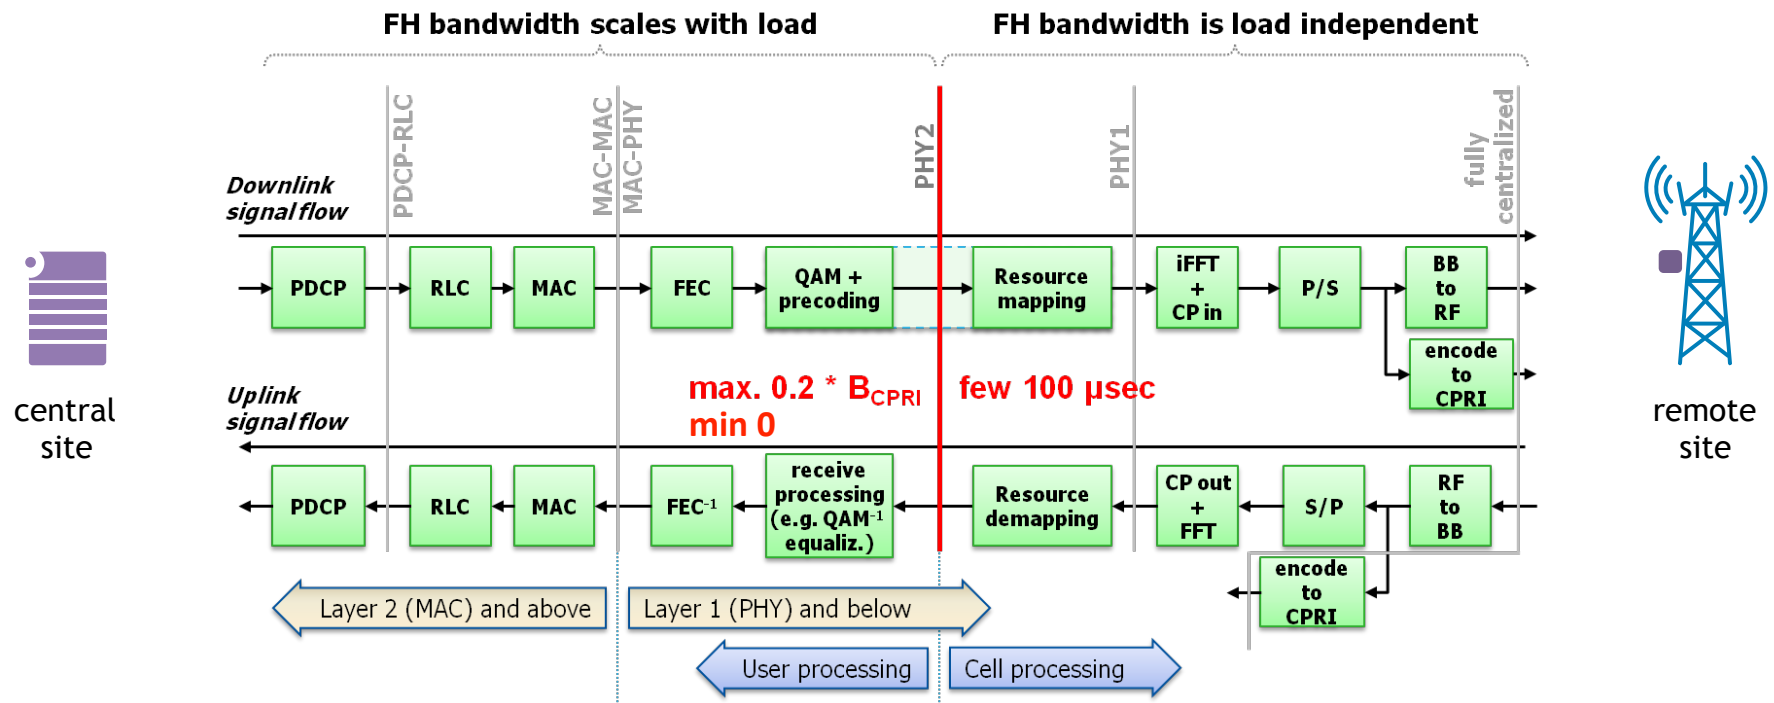 FH bandwidth scales with load
FH bandwidth is load independent
PDCP-RLC
MAC-MAC
MAC-PHY
PHY2
PHY1
fully
centralized
Downlink
signal flow
PDCP
RLC
MAC
FEC
QAM +
precoding
Resource
mapping
iFFT
+
CP in
P/S
BB
to
RF
encode
to
CPRI
max. 0.2 * BCPRI
min 0
few 100 µsec
central
site
remote
site
Uplink
signal flow
PDCP
RLC
MAC
FEC-1
receive
processing
(e.g. QAM-1
equaliz.)
Resource
demapping
CP out
+
FFT
S/P
RF
to
BB
encode
to
CPRI
Layer 2 (MAC) and above
Layer 1 (PHY) and below
User processing
Cell processing